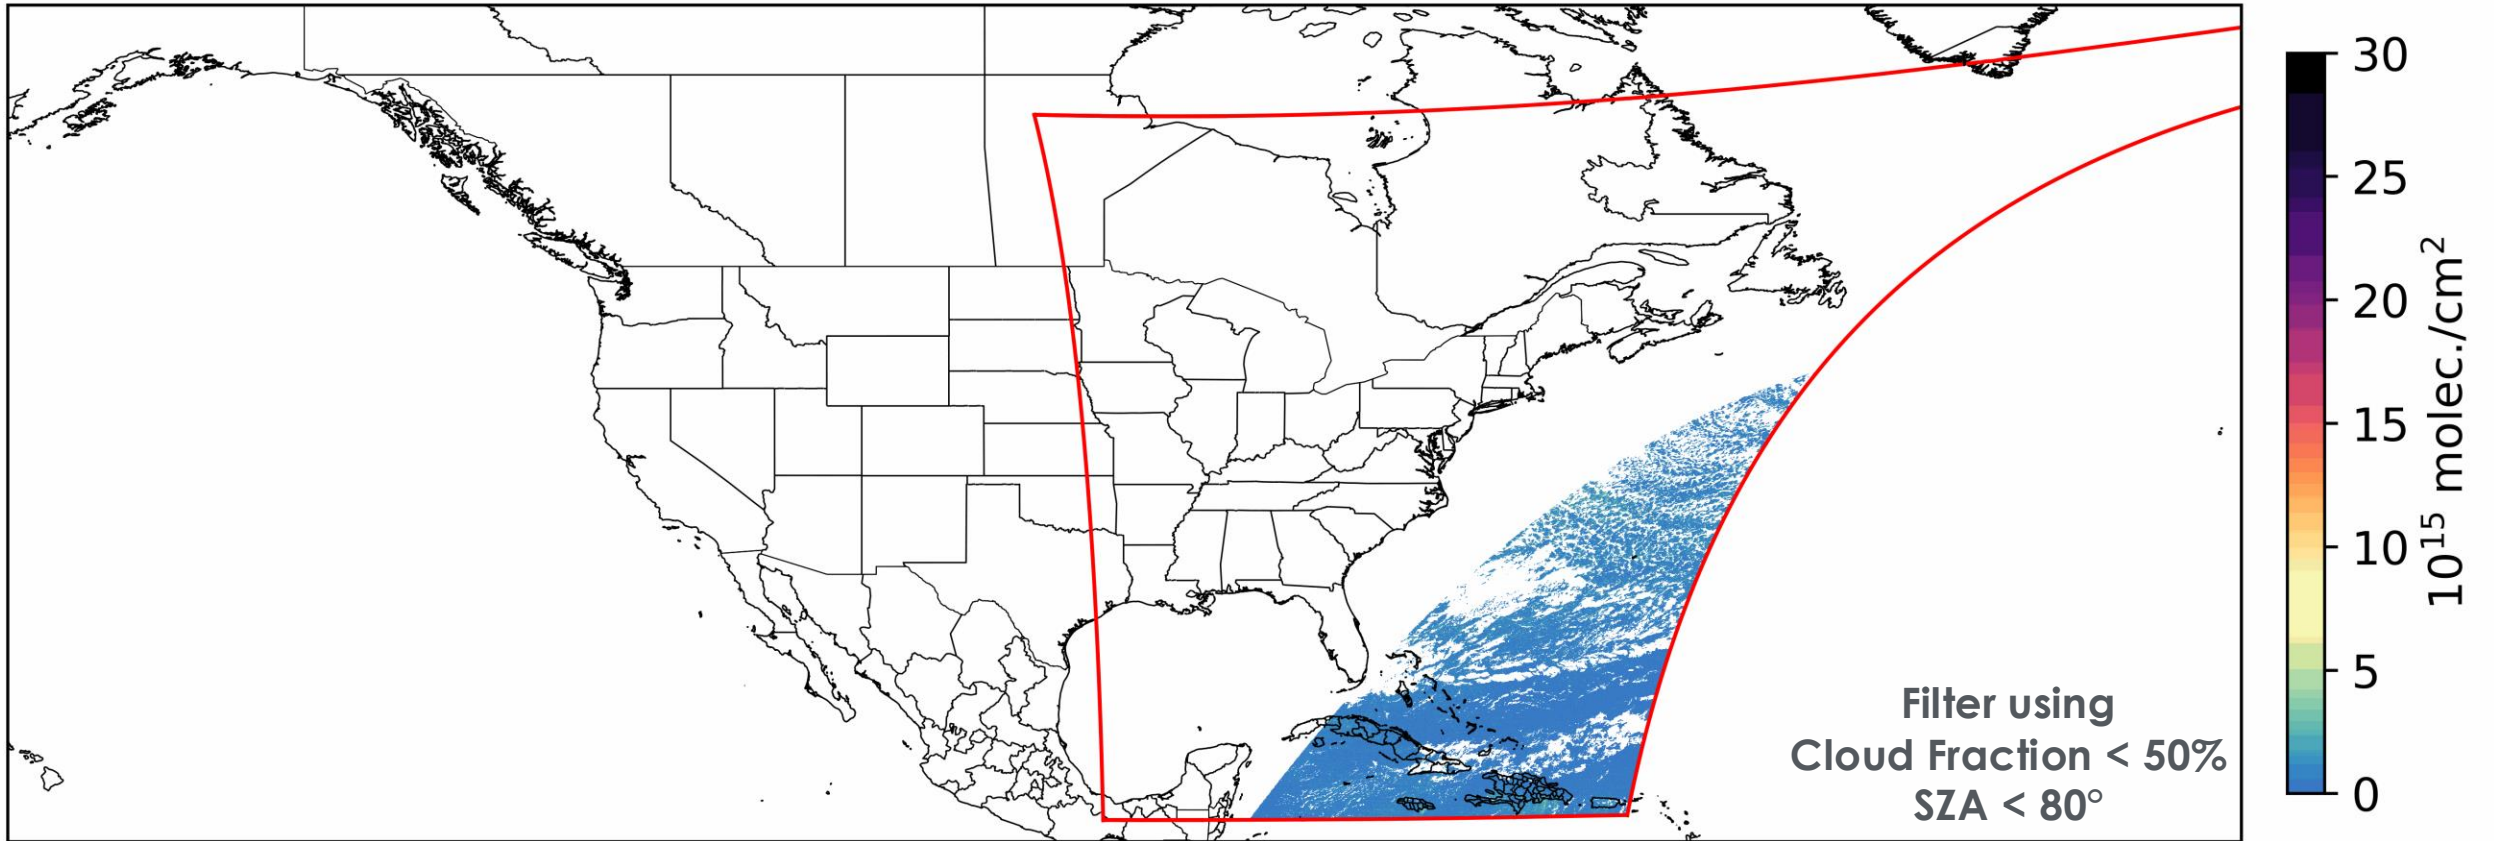 30
25
20
15
10
5
0
10¹⁵ molec./cm²
Filter using
Cloud Fraction < 50%
SZA < 80°